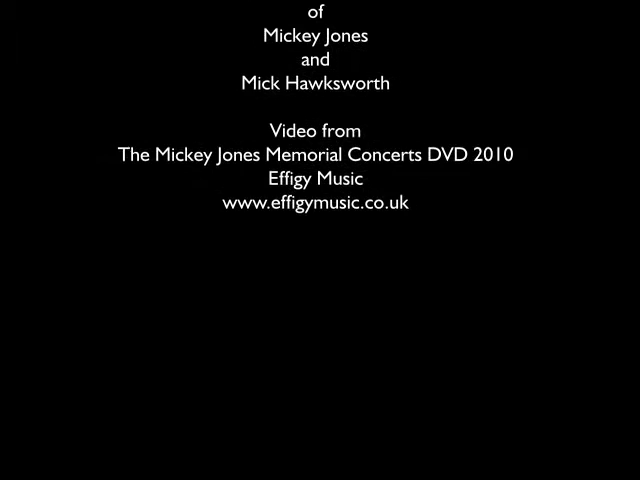 of
Mickey Jones
and
Mick Hawksworth
Video from
The Mickey Jones Memorial Concerts DVD 2010
Effigy Music
www.effigymusic.co.uk